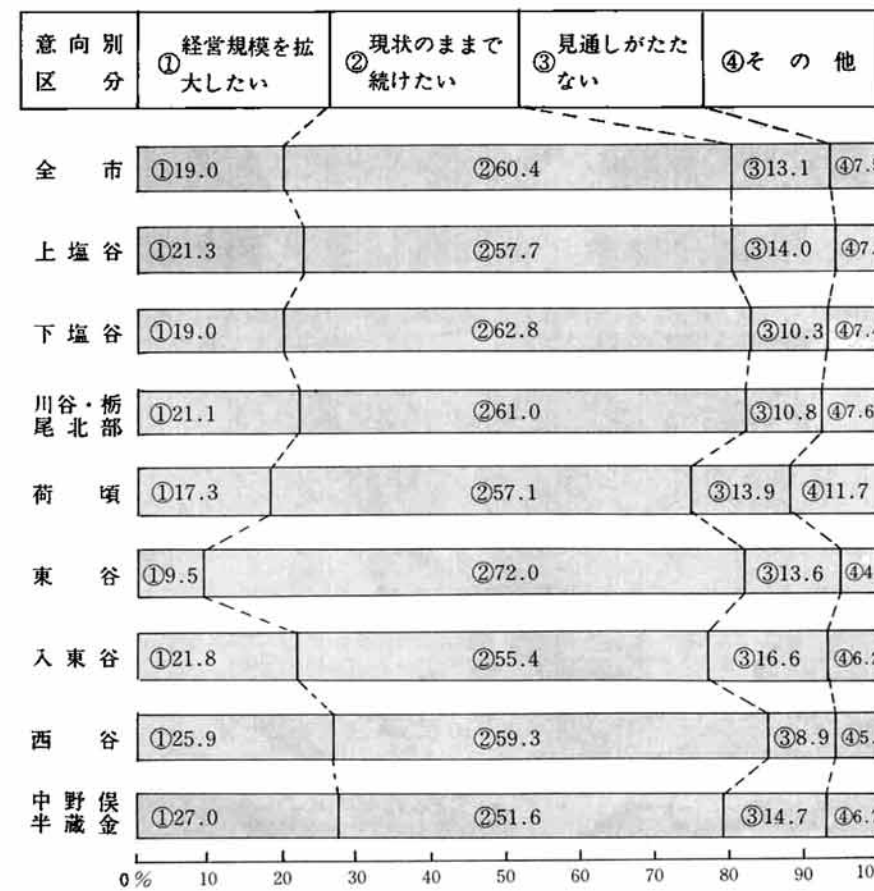 意向別
区分
①経営規模を拡
大したい
②現状のままで
続けたい
③見通しがたた
ない
④その他
全市 ①19.0 ②60.4 ③13.1
上塩谷 ①21.3 ②57.7 ③14.0
下塩谷 ①19.0 ②62.8 ③10.3
川谷・栃
尾北部 ①21.1 ②61.0 ③10.8 ④7.6
荷頃 ①17.3 ②57.1 ③13.9 ④11.7
東谷 ①9.5 ②72.0 ③13.6
入東谷 ①21.8 ②55.4 ③16.6
西谷 ①25.9 ②59.3 ③8.9
中野俣
半蔵金 ①27.0 ②51.6 ③14.7
0% 10 20 30 40 50 60 70 80 90